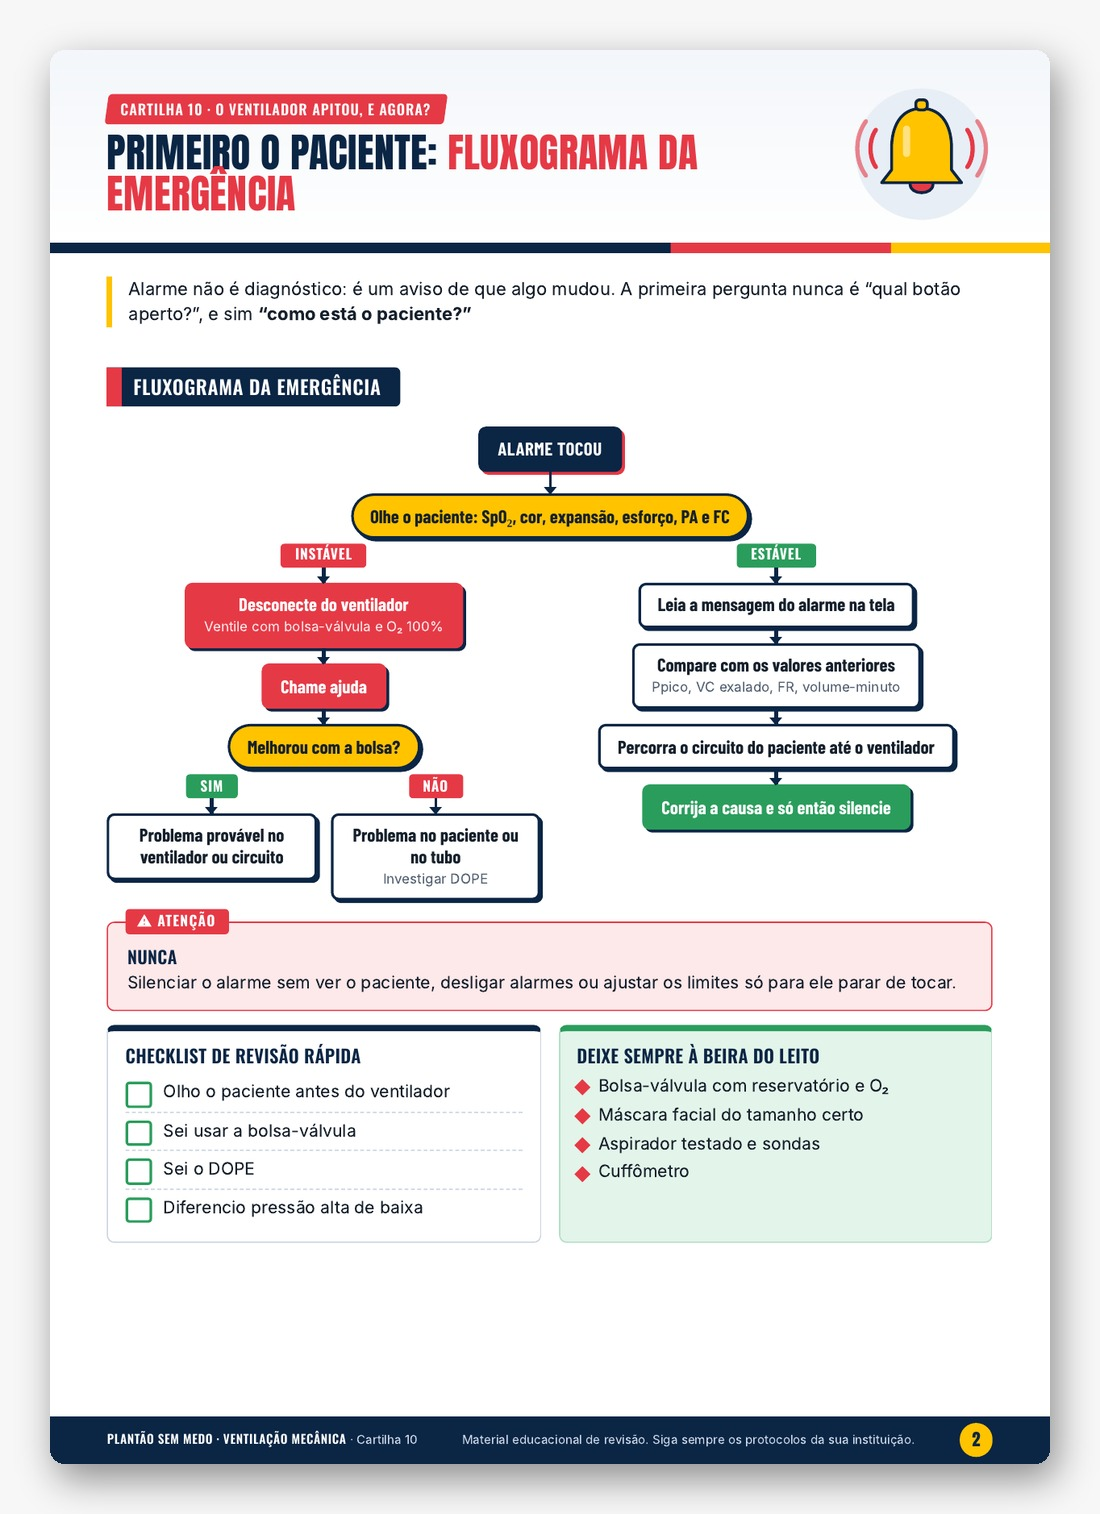 CARTILHA 10 · O VENTILADOR APITOU, E AGORA?
PRIMEIRO O PACIENTE: FLUXOGRAMA DA
EMERGÊNCIA
Alarme não é diagnóstico: é um aviso de que algo mudou. A primeira pergunta nunca é “qual botão
aperto?”, e sim “como está o paciente?”
FLUXOGRAMA DA EMERGÊNCIA
ALARME TOCOU
Olhe o paciente: SpO₂, cor, expansão, esforço, PA e FC
INSTÁVEL
Desconecte do ventilador
Ventile com bolsa-válvula e O₂ 100%
Chame ajuda
Melhorou com a bolsa?
SIM
Problema provável no
ventilador ou circuito
NÃO
Problema no paciente ou
no tubo
Investigar DOPE
ESTÁVEL
Leia a mensagem do alarme na tela
Compare com os valores anteriores
Ppico, VC exalado, FR, volume-minuto
Percorra o circuito do paciente até o ventilador
Corrija a causa e só então silencie
ATENÇÃO
NUNCA
Silenciar o alarme sem ver o paciente, desligar alarmes ou ajustar os limites só para ele parar de tocar.
CHECKLIST DE REVISÃO RÁPIDA
Olho o paciente antes do ventilador
Sei usar a bolsa-válvula
Sei o DOPE
Diferencio pressão alta de baixa
DEIXE SEMPRE À BEIRA DO LEITO
Bolsa-válvula com reservatório e O₂
Máscara facial do tamanho certo
Aspirador testado e sondas
Cuffômetro
PLANTÃO SEM MEDO · VENTILAÇÃO MECÂNICA · Cartilha 10
Material educacional de revisão. Siga sempre os protocolos da sua instituição.
2